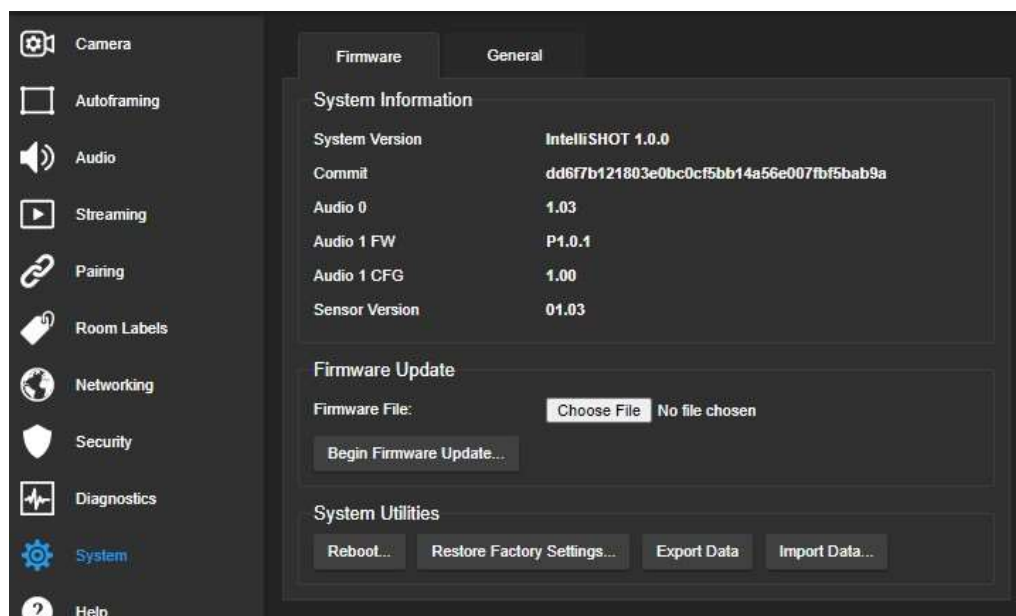 Camera
Autoframing
Audio
Streaming
Pairing
Room Labels
Networking
Security
Diagnostics
System
Help
Firmware
General
System Information
System Version IntelliSHOT 1.0.0
Commit dd6f7b121803e0bc0cf5bb14a56e007fbf5bab9a
Audio 0 1.03
Audio 1 FW P1.0.1
Audio 1 CFG 1.00
Sensor Version 01.03
Firmware Update
Firmware File: Choose File No file chosen
Begin Firmware Update...
System Utilities
Reboot... Restore Factory Settings... Export Data Import Data...